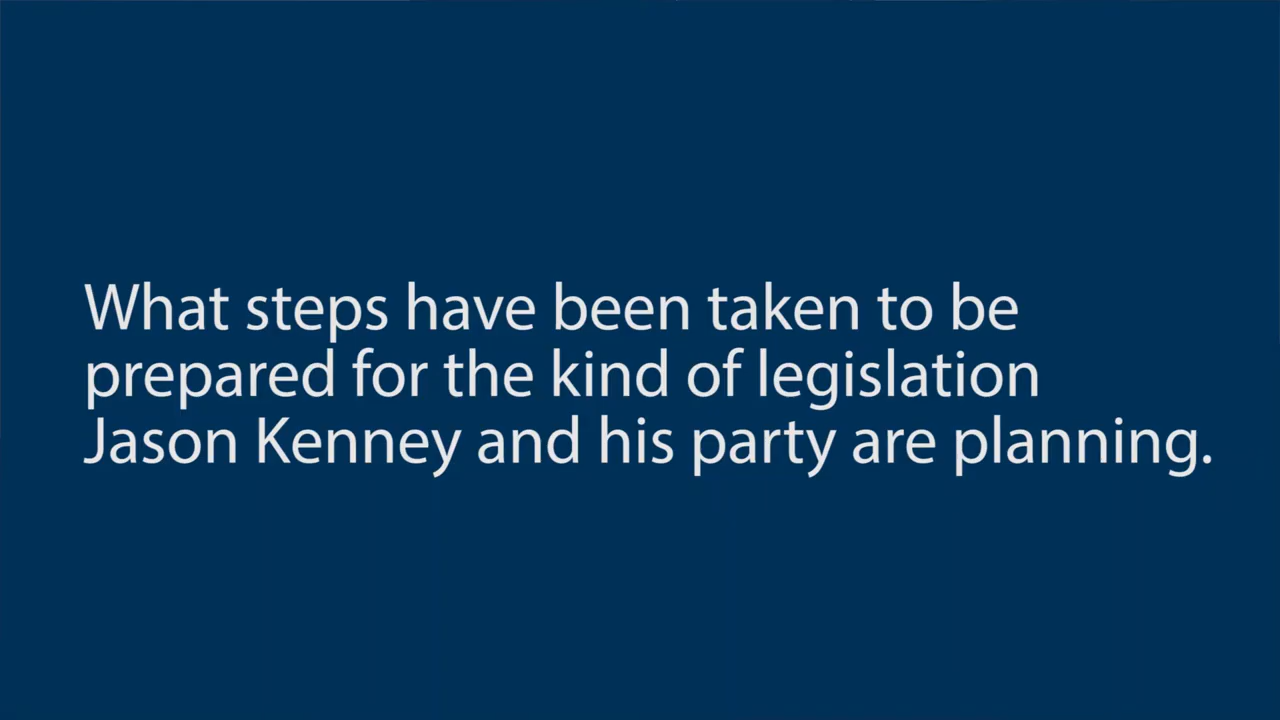 What steps have been taken to be
prepared for the kind of legislation
Jason Kenney and his party are planning.